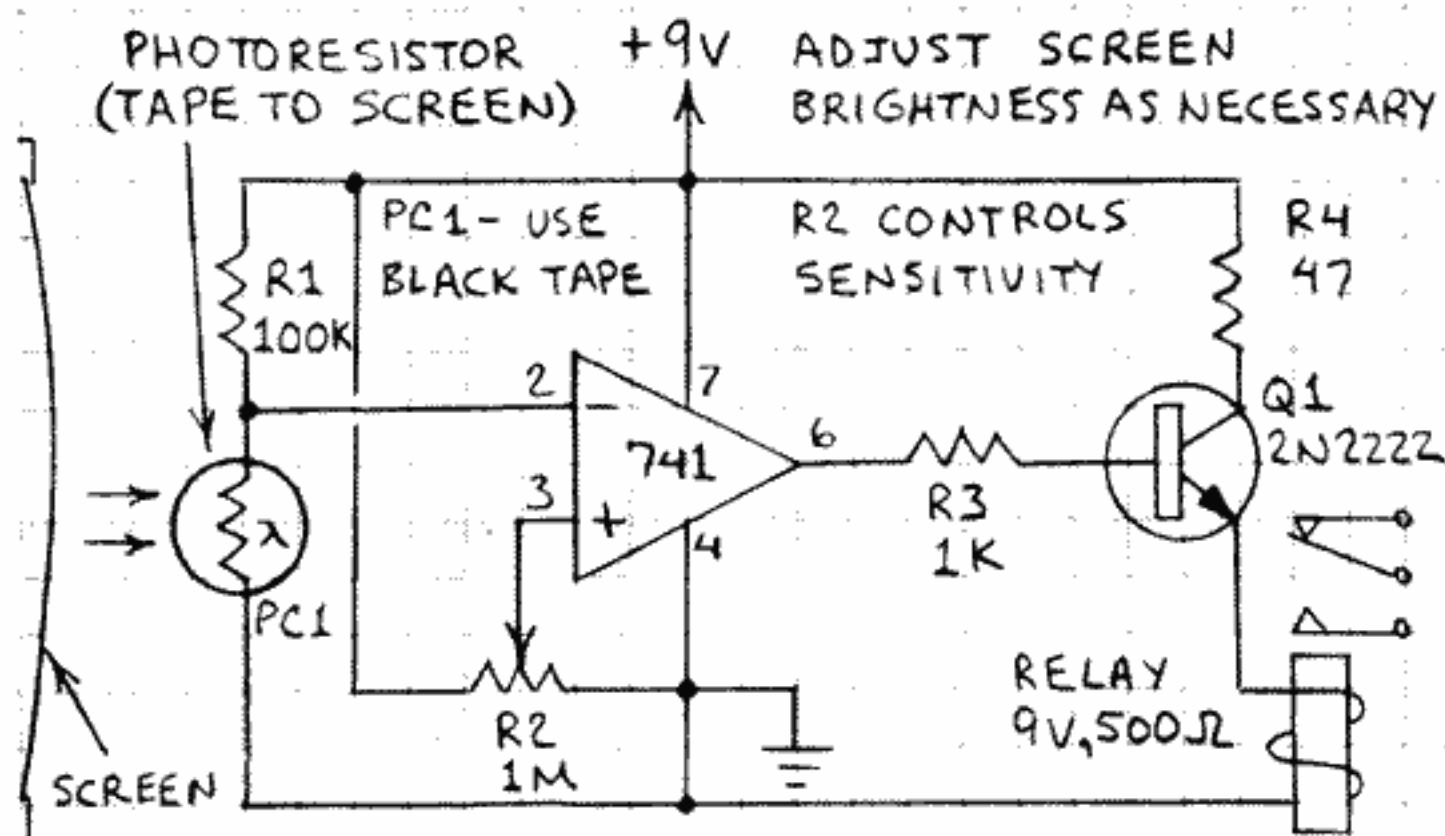 PHOTORESISTOR
(TAPE TO SCREEN)
+9V
ADJUST SCREEN
BRIGHTNESS AS NECESSARY
PC1- USE
BLACK TAPE
R2 CONTROLS
SENSITIVITY
R4
47
R1
100K
2
-
7
741
6
3
+
4
R3
1K
Q1
2N2222
λ
PC1
R2
1M
RELAY
9V, 500Ω
SCREEN